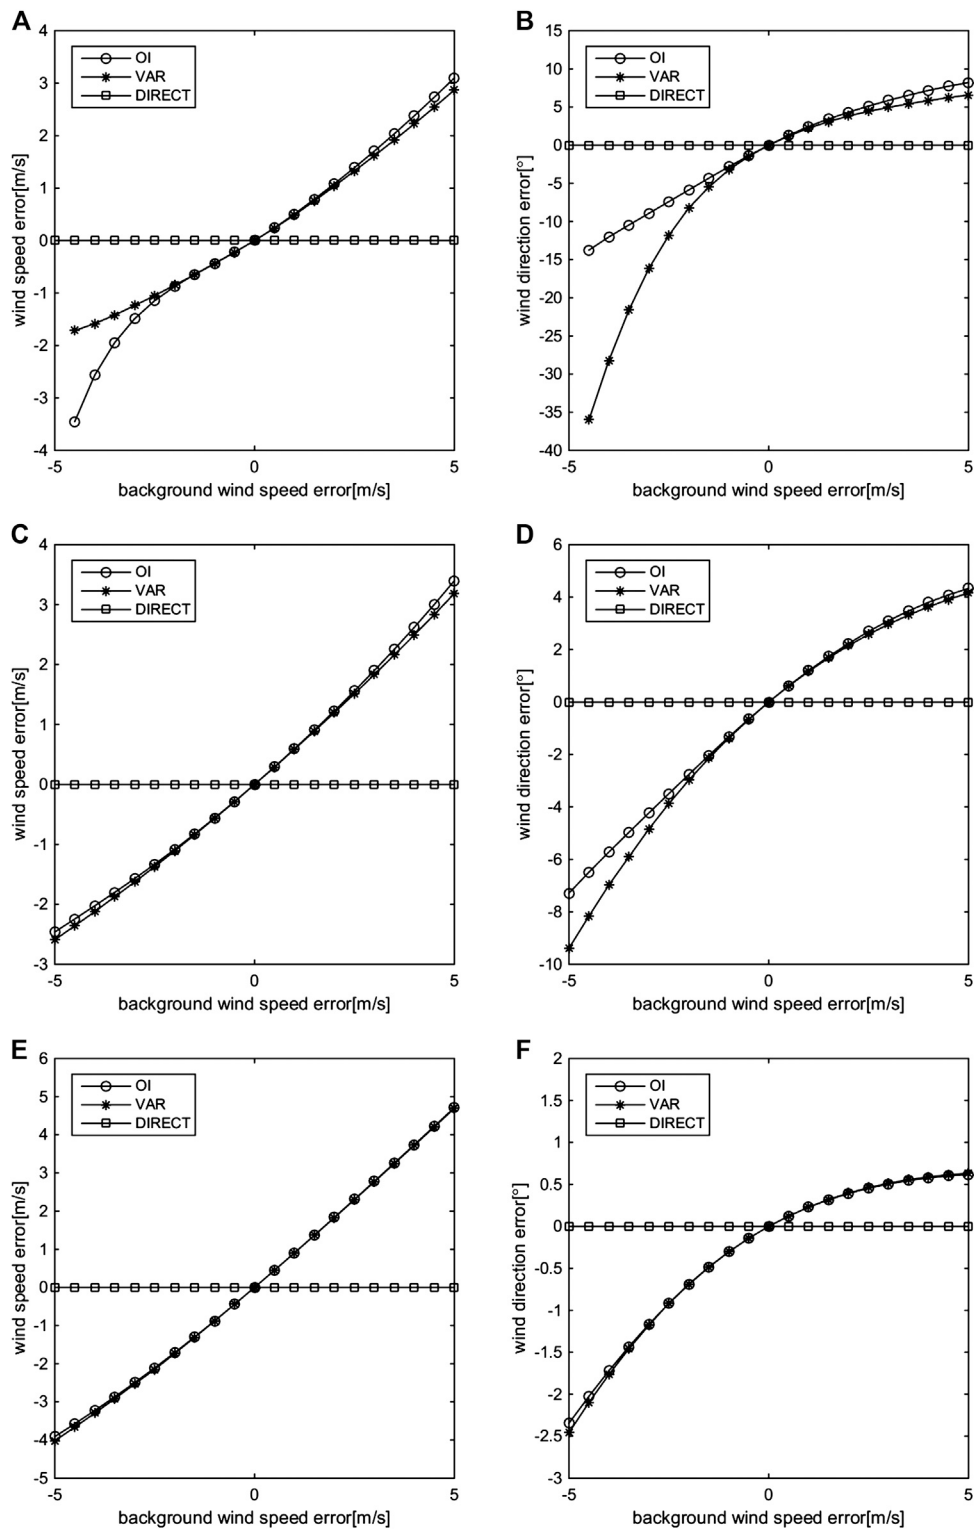 A
4
3
2
1
0
-1
-2
-3
-4
wind speed error[m/s]
OI
VAR
DIRECT
-5 0 5
background wind speed error[m/s]
B
15
10
5
0
-5
-10
-15
-20
-25
-30
-35
-40
wind direction error[°]
OI
VAR
DIRECT
-5 0 5
background wind speed error[m/s]
C
4
3
2
1
0
-1
-2
-3
wind speed error[m/s]
OI
VAR
DIRECT
-5 0 5
background wind speed error[m/s]
D
6
4
2
0
-2
-4
-6
-8
-10
wind direction error[°]
OI
VAR
DIRECT
-5 0 5
background wind speed error[m/s]
E
6
5
4
3
2
1
0
-1
-2
-3
-4
-5
wind speed error[m/s]
OI
VAR
DIRECT
-5 0 5
background wind speed error[m/s]
F
2
1.5
1
0.5
0
-0.5
-1
-1.5
-2
-2.5
-3
wind direction error[°]
OI
VAR
DIRECT
-5 0 5
background wind speed error[m/s]